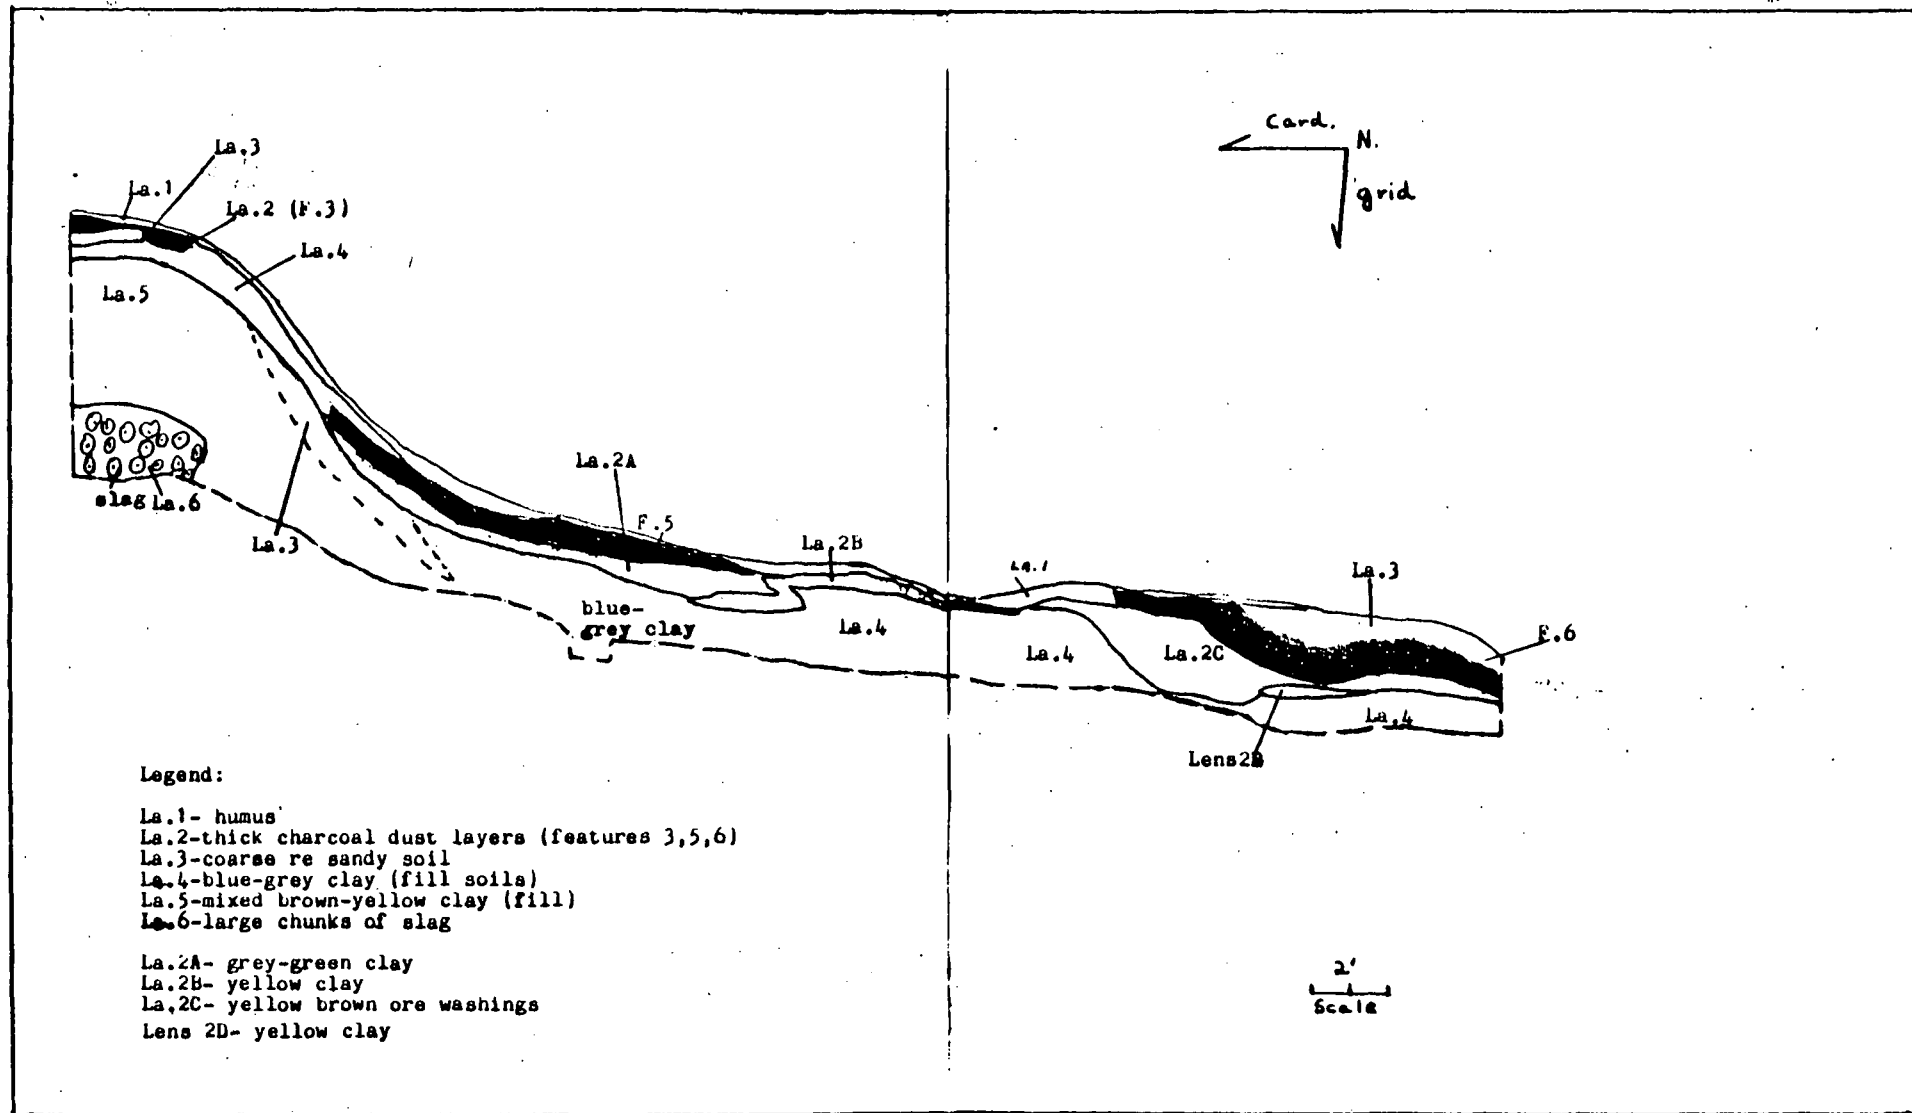 Card.
N.
grid
La.3
La.1
La.2 (F.3)
La.4
La.5
slag La.6
La.3
La.2A
F.5
La.2B
La.1
La.3
F.6
blue-
grey clay
La.4
La.4
La.2C
La.4
Lens2D
Legend:
La.1- humus
La.2-thick charcoal dust layers (features 3,5,6)
La.3-coarse re sandy soil
La.4-blue-grey clay (fill soils)
La.5-mixed brown-yellow clay (fill)
La.6-large chunks of slag
La.2A- grey-green clay
La.2B- yellow clay
La.2C- yellow brown ore washings
Lens 2D- yellow clay
2'
Scale